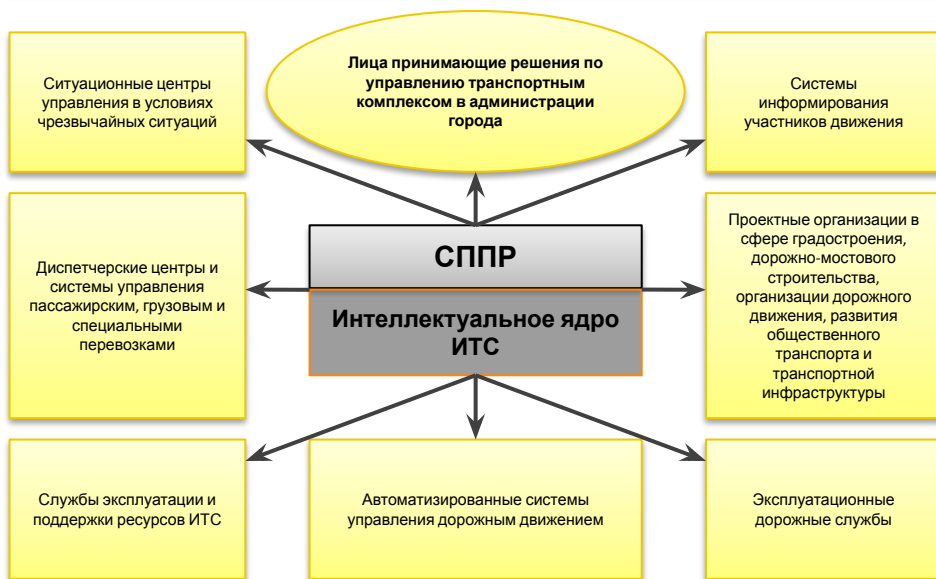 Ситуационные центры
управления в условиях
чрезвычайных ситуаций
Лица принимающие решения по
управлению транспортным
комплексом в администрации
города
Системы
информирования
участников движения
Диспетчерские центры и
системы управления
пассажирским, грузовым и
специальными
перевозками
СППР
Интеллектуальное ядро
ИТС
Проектные организации в
сфере градостроения,
дорожно-мостового
строительства,
организации дорожного
движения, развития
общественного
транспорта и
транспортной
инфраструктуры
Службы эксплуатации и
поддержки ресурсов ИТС
Автоматизированные системы
управления дорожным движением
Эксплуатационные
дорожные службы